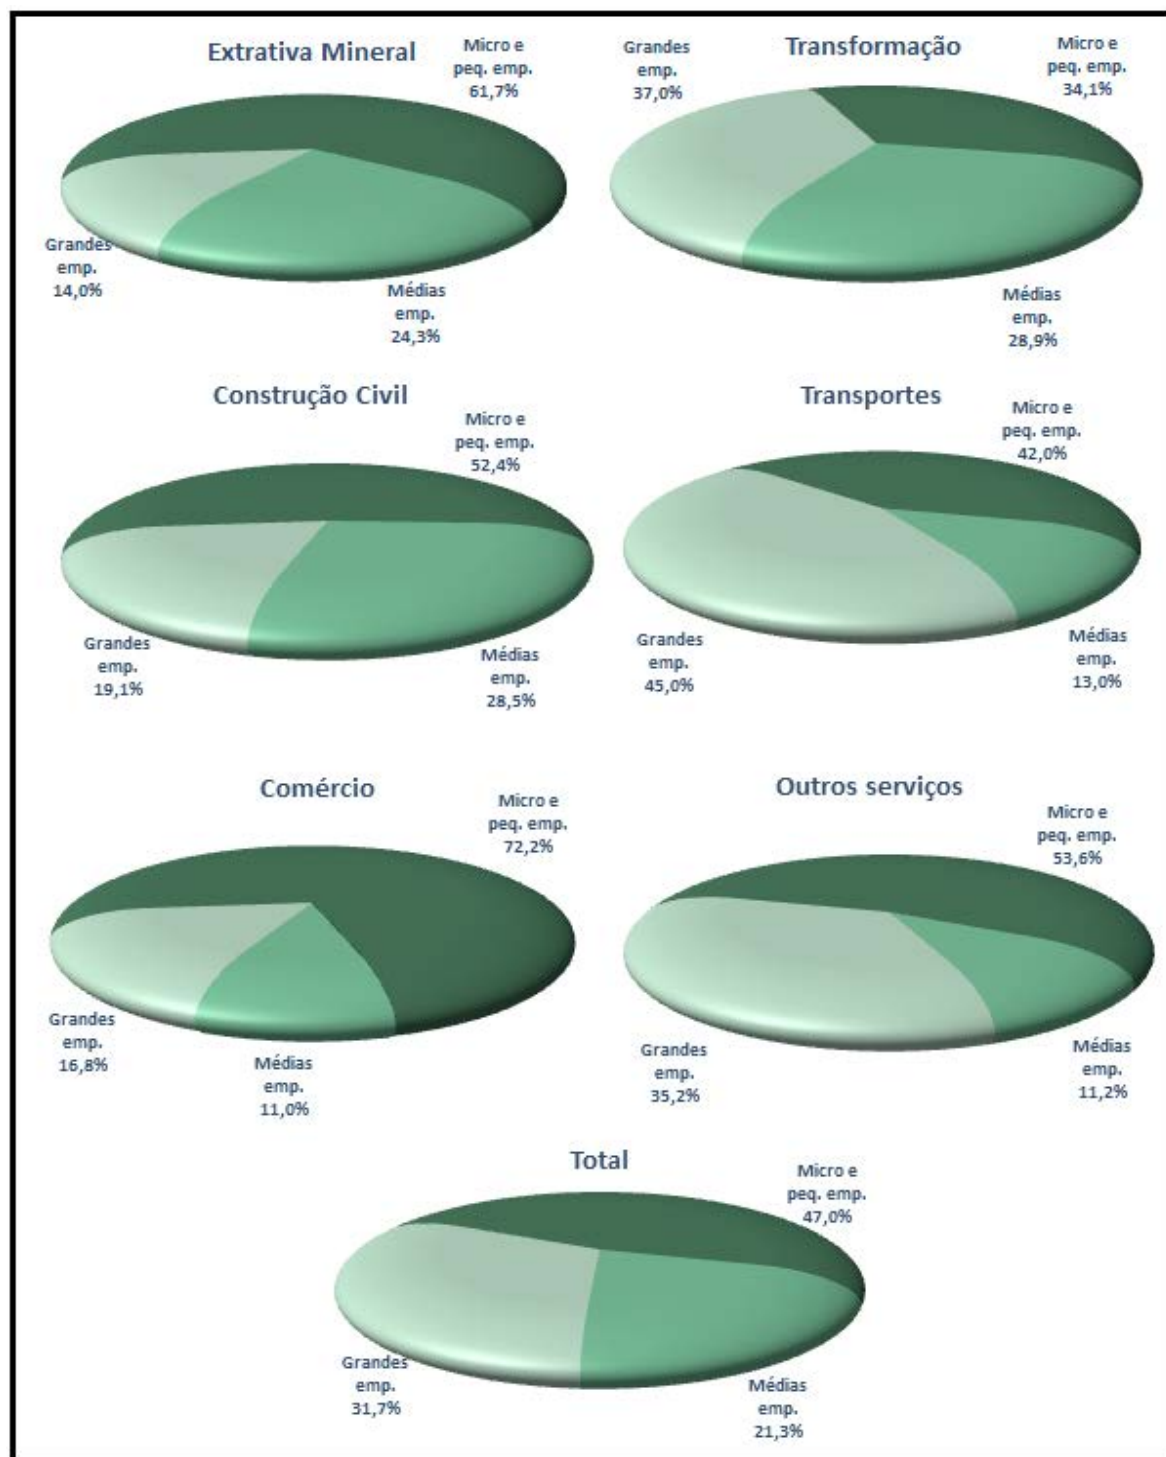 Extrativa Mineral
Micro e
peq. emp.
61,7%
Grandes
emp.
14,0%
Médias
emp.
24,3%
Transformação
Grandes
emp.
37,0%
Micro e
peq. emp.
34,1%
Médias
emp.
28,9%
Construção Civil
Micro e
peq. emp.
52,4%
Grandes
emp.
19,1%
Médias
emp.
28,5%
Transportes
Micro e
peq. emp.
42,0%
Grandes
emp.
45,0%
Médias
emp.
13,0%
Comércio
Micro e
peq. emp.
72,2%
Grandes
emp.
16,8%
Médias
emp.
11,0%
Outros serviços
Micro e
peq. emp.
53,6%
Grandes
emp.
35,2%
Médias
emp.
11,2%
Total
Micro e
peq. emp.
47,0%
Grandes
emp.
31,7%
Médias
emp.
21,3%